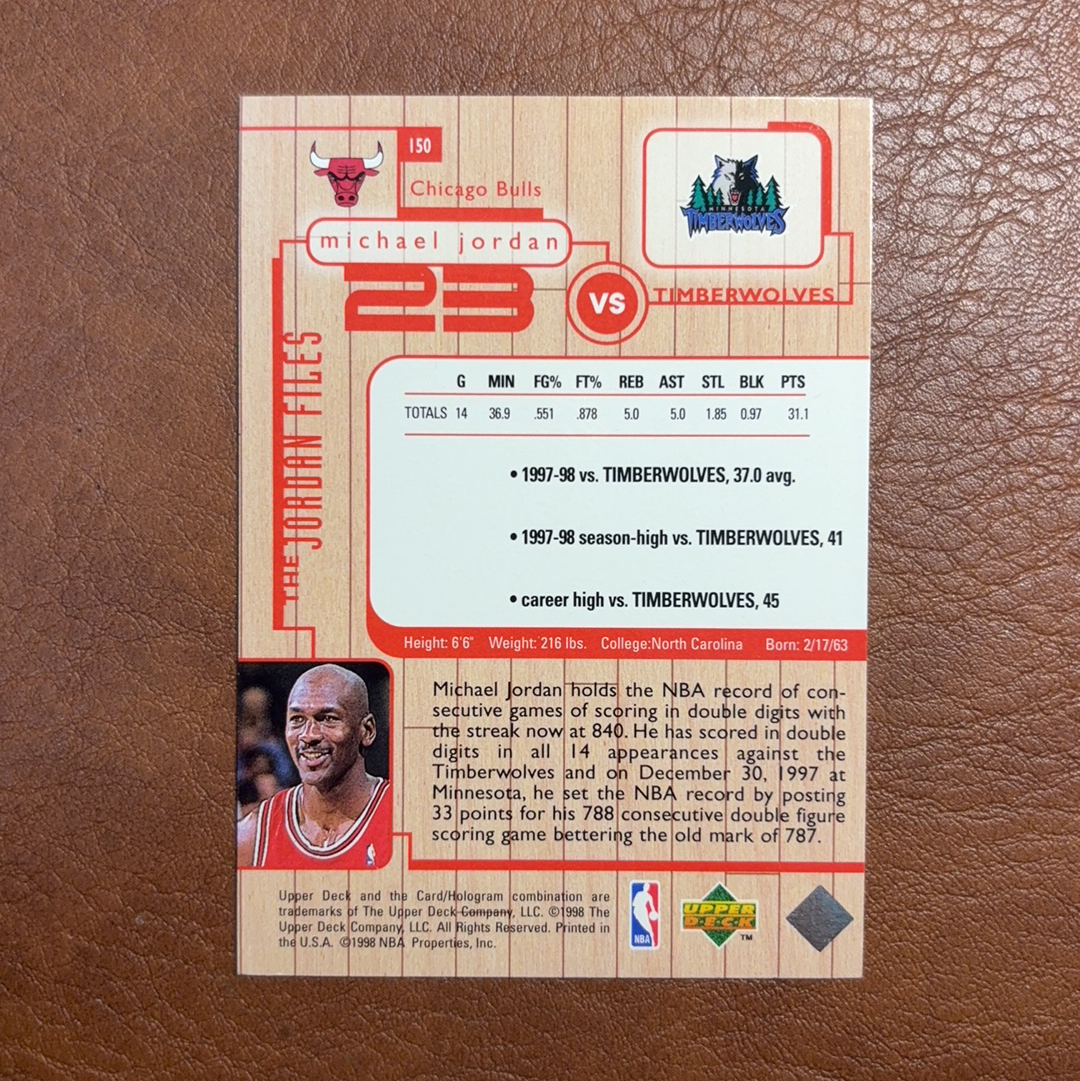 150
Chicago Bulls
michael jordan
23
VS
MINNESOTA
TIMBERWOLVES
TIMBERWOLVES
THE JORDAN FILES
G MIN FG% FT% REB AST STL BLK PTS
TOTALS 14 36.9 .551 .878 5.0 5.0 1.85 0.97 31.1
• 1997-98 vs. TIMBERWOLVES, 37.0 avg.
• 1997-98 season-high vs. TIMBERWOLVES, 41
• career high vs. TIMBERWOLVES, 45
Height: 6'6" Weight: 216 lbs. College:North Carolina Born: 2/17/63
Michael Jordan holds the NBA record of con-
secutive games of scoring in double digits with
the streak now at 840. He has scored in double
digits in all 14 appearances against the
Timberwolves and on December 30, 1997 at
Minnesota, he set the NBA record by posting
33 points for his 788 consecutive double figure
scoring game bettering the old mark of 787.
Upper Deck and the Card/Hologram combination are
trademarks of The Upper Deck Company, LLC. ©1998 The
Upper Deck Company, LLC. All Rights Reserved. Printed in
the U.S.A. ©1998 NBA Properties, Inc.
NBA
UPPER
DECK
TM